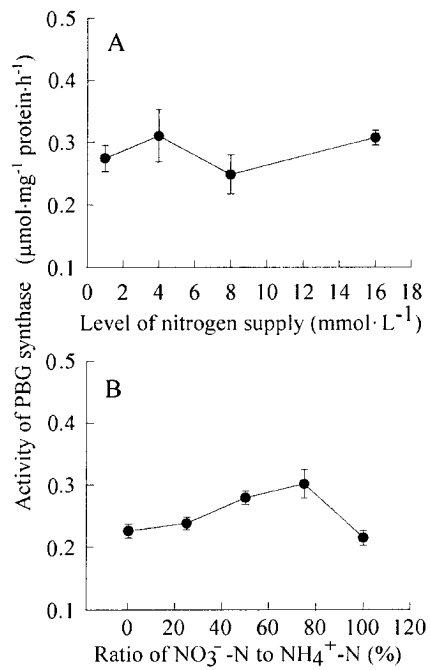 Activity of PBG synthase (μmol·mg⁻¹ protein·h⁻¹)
A
0.5
0.4
0.3
0.2
0.1
0 2 4 6 8 10 12 14 16 18
Level of nitrogen supply (mmol·L⁻¹)
B
0.5
0.4
0.3
0.2
0.1
0 20 40 60 80 100 120
Ratio of NO₃⁻-N to NH₄⁺-N (%)